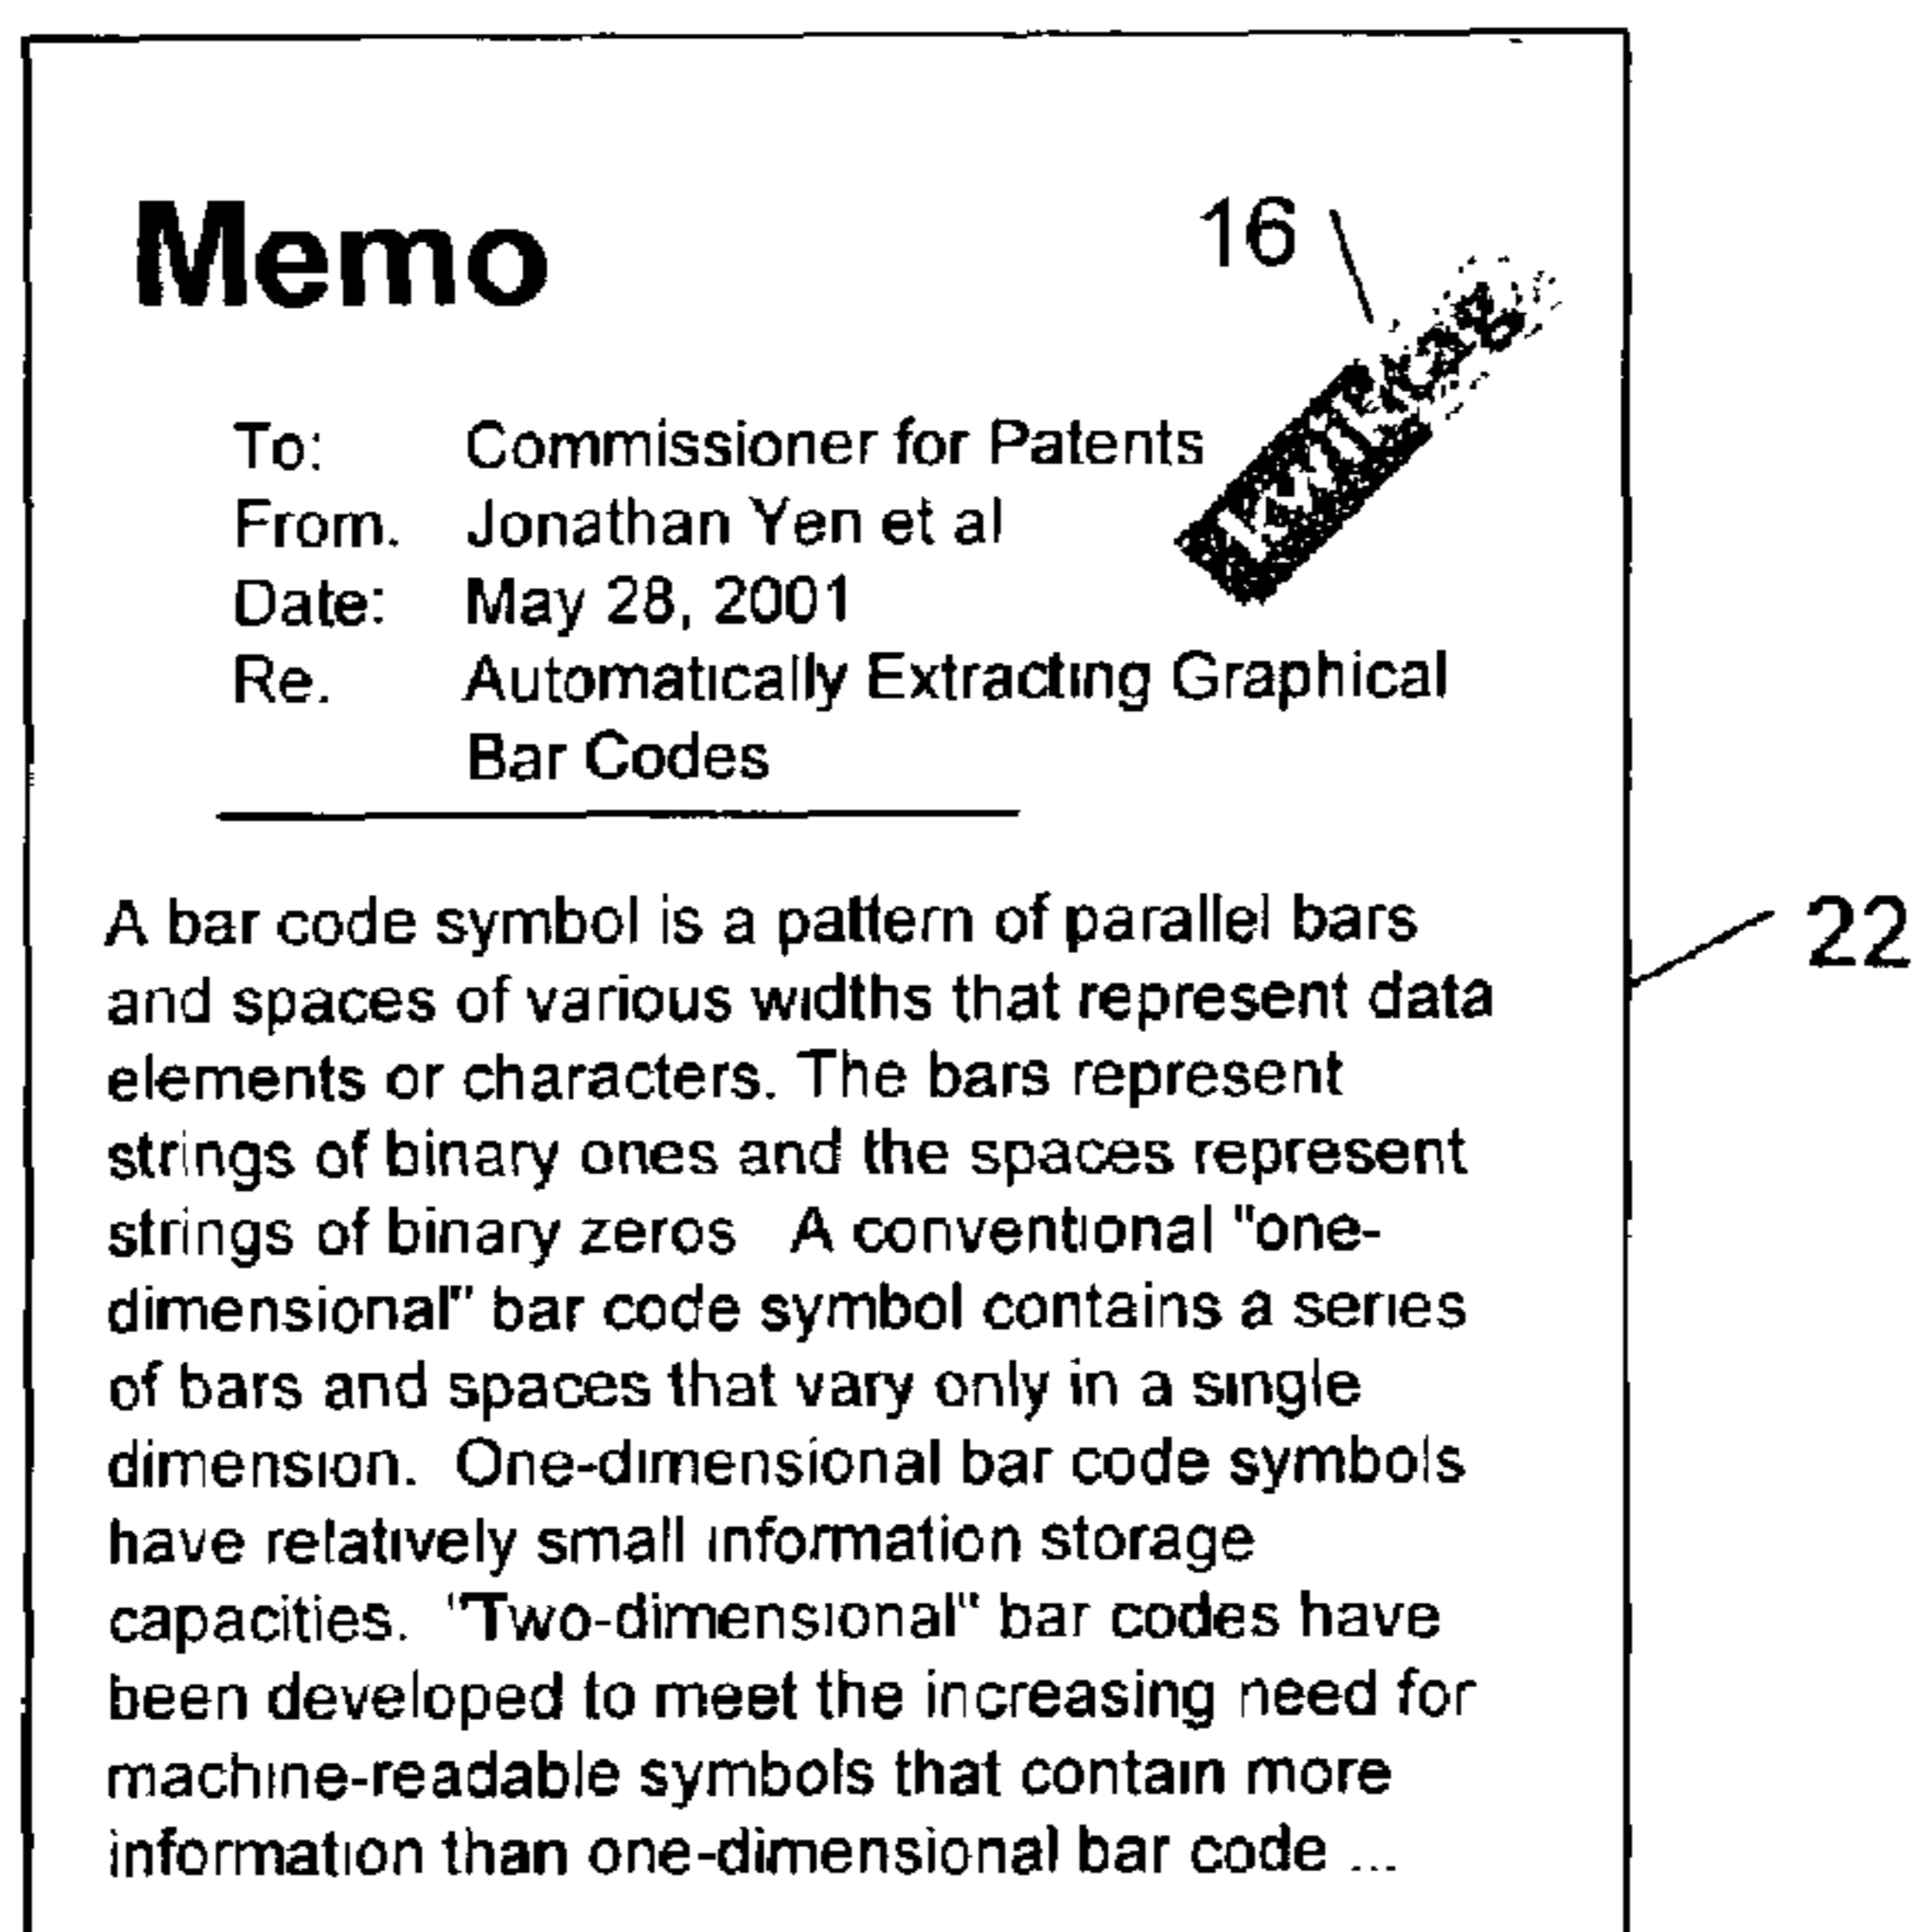 Memo
16
To: Commissioner for Patents
From. Jonathan Yen et al
Date: May 28, 2001
Re. Automatically Extracting Graphical
Bar Codes
A bar code symbol is a pattern of parallel bars
22
and spaces of various widths that represent data
elements or characters. The bars represent
strings of binary ones and the spaces represent
strings of binary zeros A conventional "one-
dimensional" bar code symbol contains a series
of bars and spaces that vary only in a single
dimension. One-dimensional bar code symbols
have relatively small information storage
capacities. "Two-dimensional" bar codes have
been developed to meet the increasing need for
machine-readable symbols that contain more
information than one-dimensional bar code ...